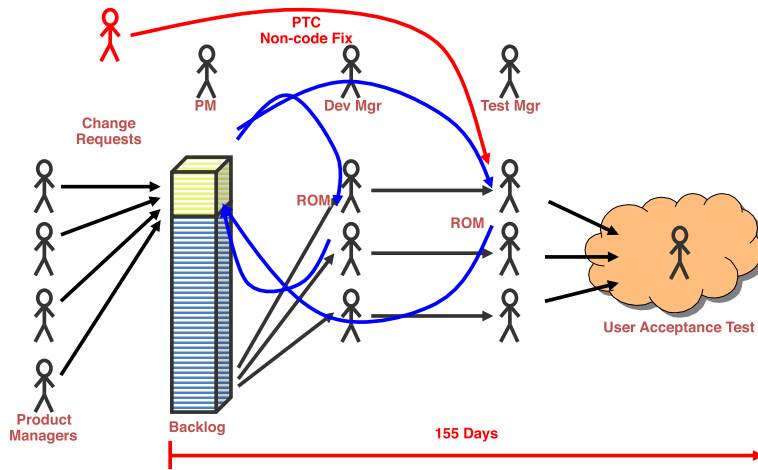 PTC
Non-code Fix
PM
Dev Mgr
Test Mgr
Change
Requests
ROM
ROM
User Acceptance Test
Product
Managers
Backlog
155 Days